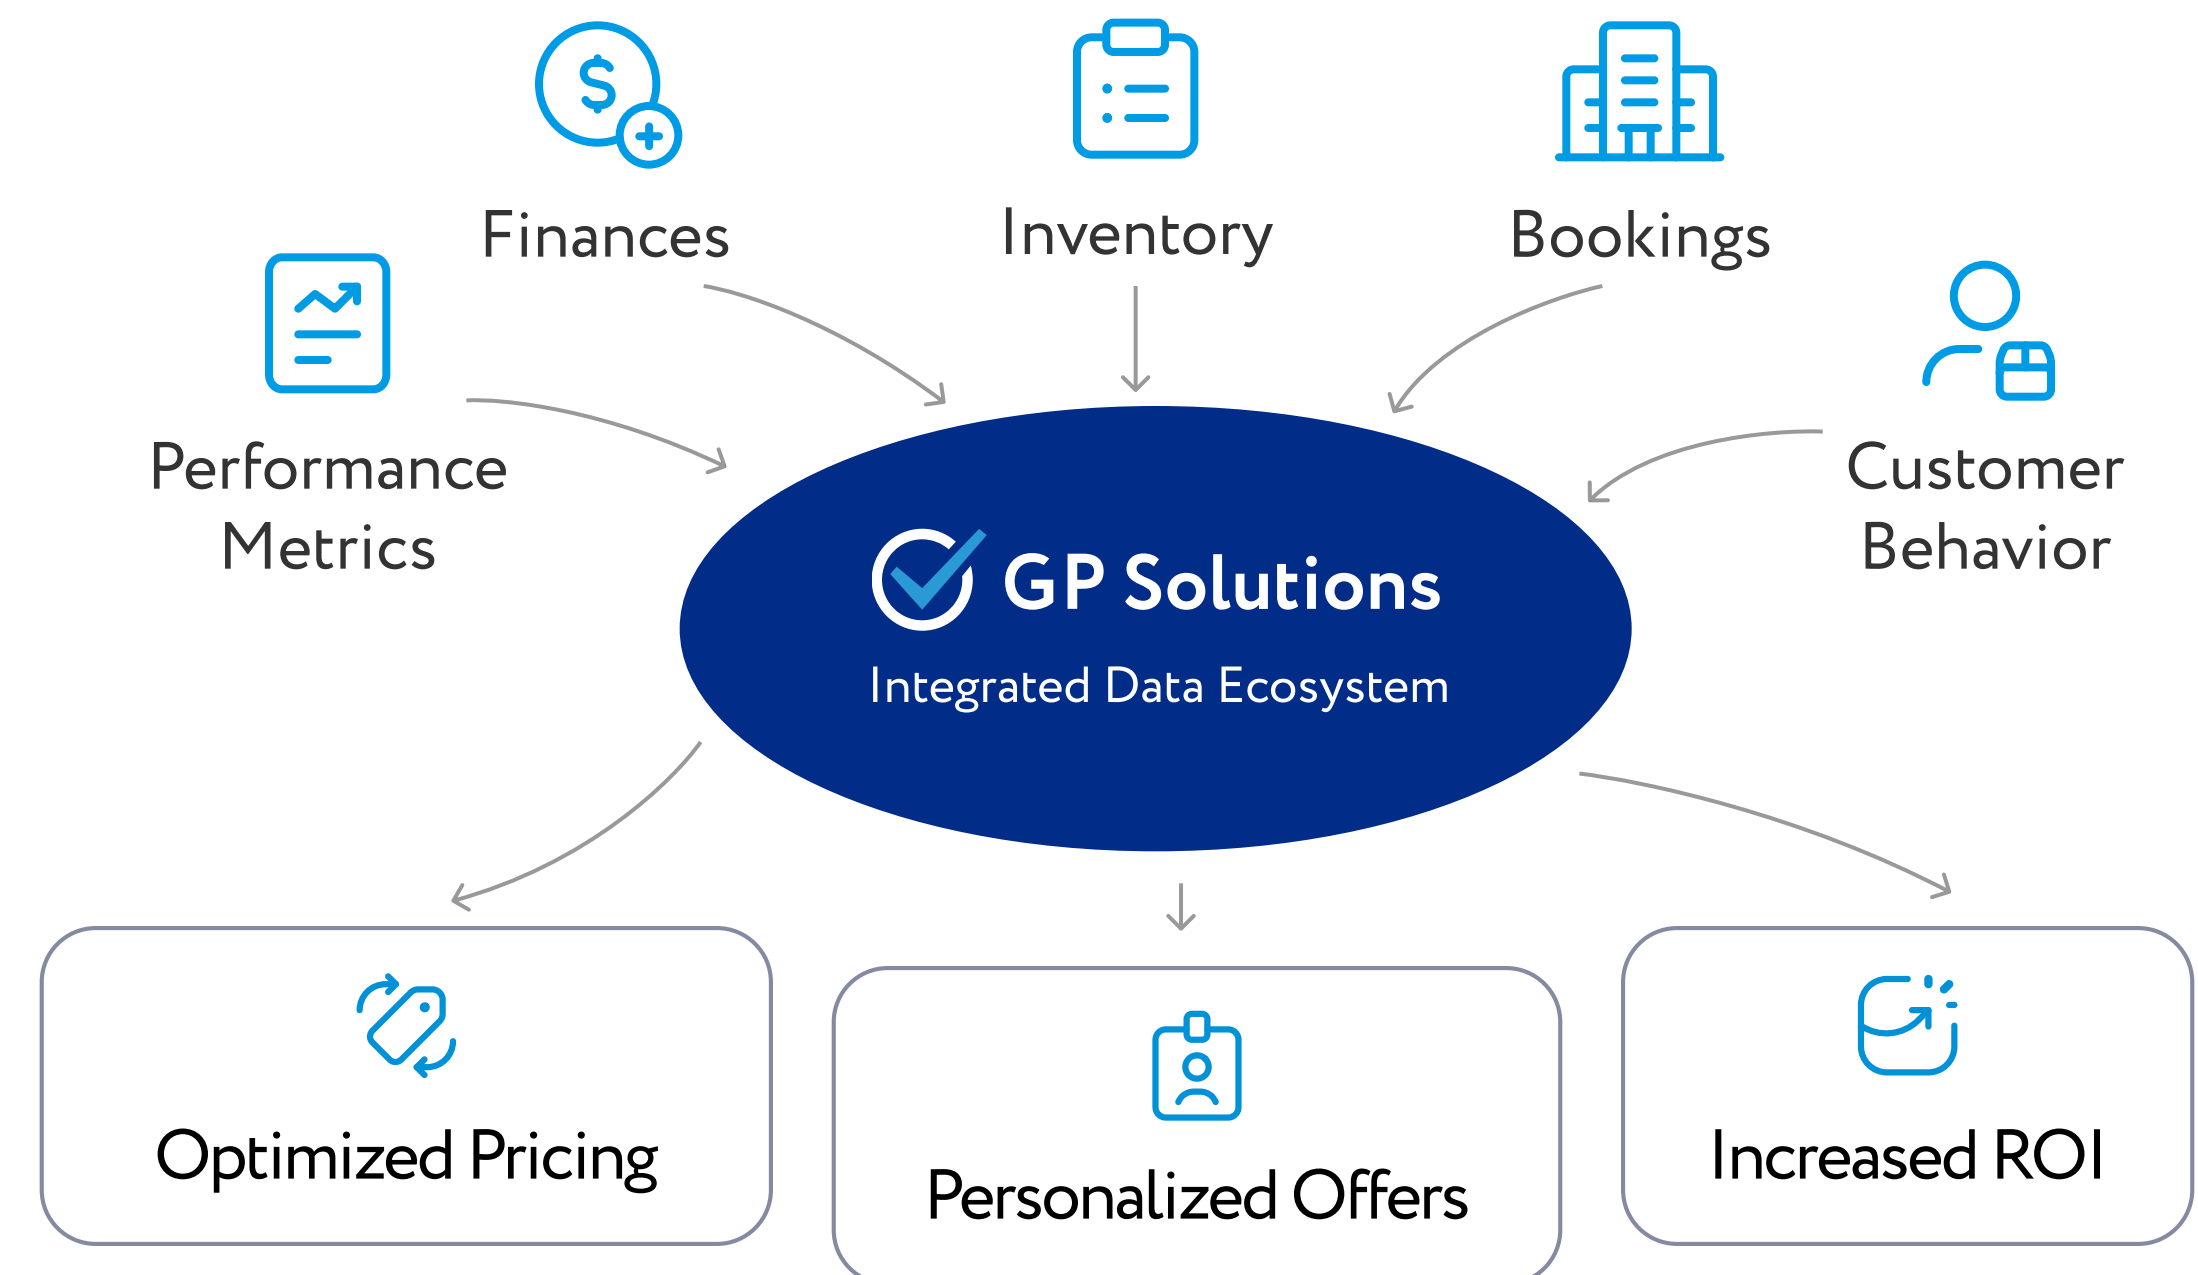 Finances
Inventory
Bookings
Performance
Metrics
Customer
Behavior
GP Solutions
Integrated Data Ecosystem
Optimized Pricing
Personalized Offers
Increased ROI